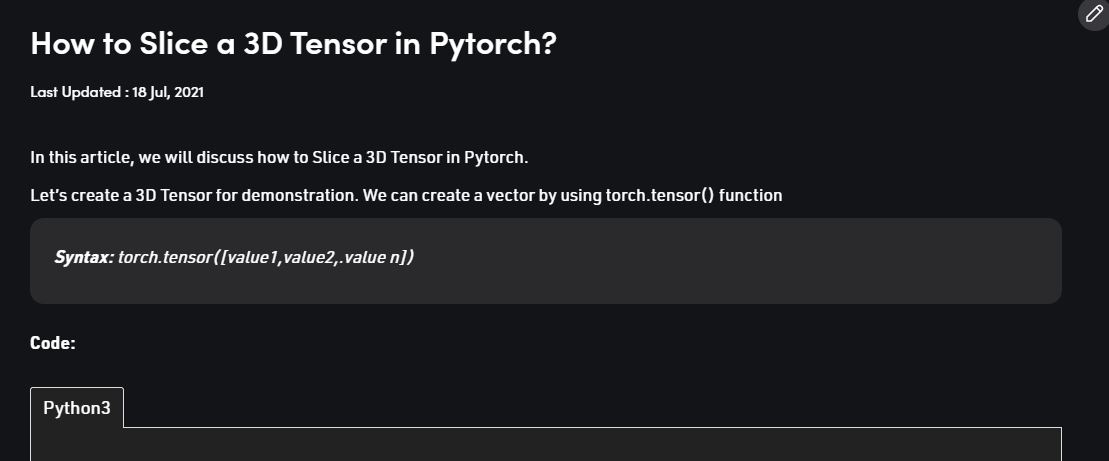 How to Slice a 3D Tensor in Pytorch?
Last Updated : 18 Jul, 2021
In this article, we will discuss how to Slice a 3D Tensor in Pytorch.
Let’s create a 3D Tensor for demonstration. We can create a vector by using torch.tensor() function
Syntax: torch.tensor([value1,value2,.value n])
Code:
Python3